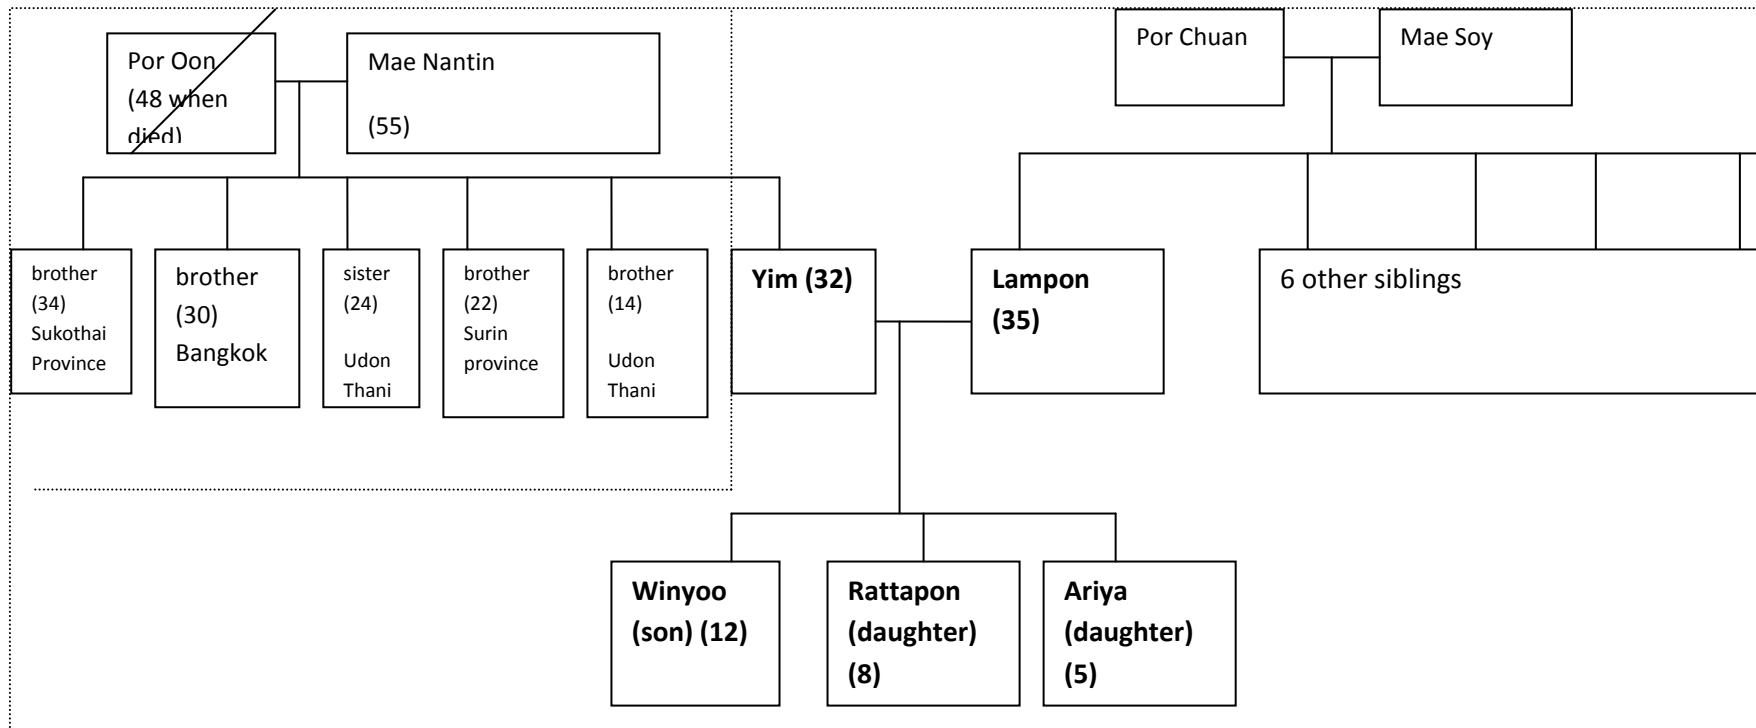 Por Oon
(48 when
died)
Mae Nantin
(55)
Por Chuan
Mae Soy
brother
(34)
Sukothai
Province
brother
(30)
Bangkok
sister
(24)
Udon
Thani
brother
(22)
Surin
province
brother
(14)
Udon
Thani
Yim (32)
Lampon
(35)
6 other siblings
Winyoo
(son) (12)
Rattapon
(daughter)
(8)
Ariya
(daughter)
(5)